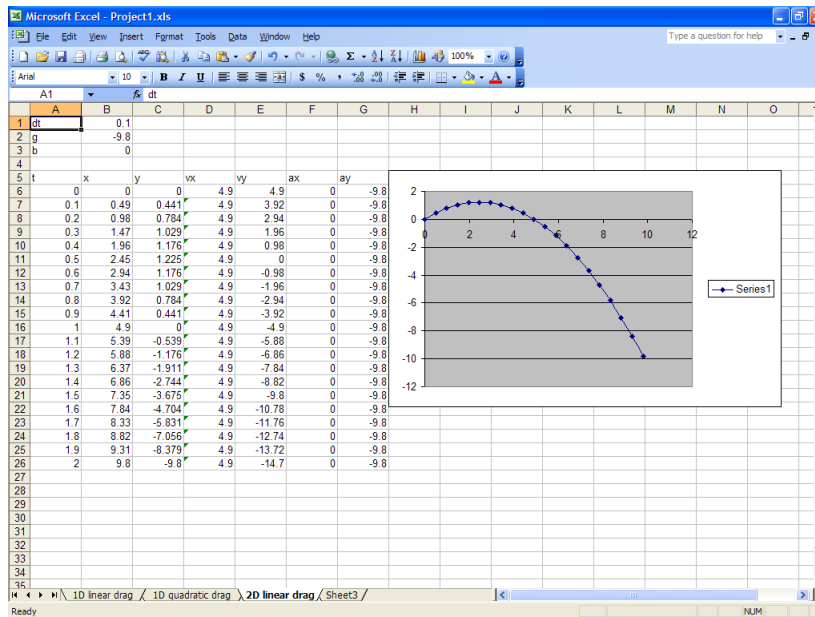 Microsoft Excel - Project1.xls
File Edit View Insert Format Tools Data Window Help Type a question for help
Σ 100%
Arial 10 B I U $ % ,
A1 fx dt
A B C D E F G H I J K L M N O
1 dt 0.1
2 g -9.8
3 b 0
4
5 t x y vx vy ax ay
6 0 0 0 4.9 4.9 0 -9.8
7 0.1 0.49 0.441 4.9 3.92 0 -9.8
8 0.2 0.98 0.784 4.9 2.94 0 -9.8
9 0.3 1.47 1.029 4.9 1.96 0 -9.8
10 0.4 1.96 1.176 4.9 0.98 0 -9.8
11 0.5 2.45 1.225 4.9 0 0 -9.8
12 0.6 2.94 1.176 4.9 -0.98 0 -9.8
13 0.7 3.43 1.029 4.9 -1.96 0 -9.8
14 0.8 3.92 0.784 4.9 -2.94 0 -9.8
15 0.9 4.41 0.441 4.9 -3.92 0 -9.8
16 1 4.9 0 4.9 -4.9 0 -9.8
17 1.1 5.39 -0.539 4.9 -5.88 0 -9.8
18 1.2 5.88 -1.176 4.9 -6.86 0 -9.8
19 1.3 6.37 -1.911 4.9 -7.84 0 -9.8
20 1.4 6.86 -2.744 4.9 -8.82 0 -9.8
21 1.5 7.35 -3.675 4.9 -9.8 0 -9.8
22 1.6 7.84 -4.704 4.9 -10.78 0 -9.8
23 1.7 8.33 -5.831 4.9 -11.76 0 -9.8
24 1.8 8.82 -7.056 4.9 -12.74 0 -9.8
25 1.9 9.31 -8.379 4.9 -13.72 0 -9.8
26 2 9.8 -9.8 4.9 -14.7 0 -9.8
27
28
29
30
31
32
33
34
35
2
0
0 2 4 6 8 10 12
-2
-4
-6
-8
-10
-12
Series1
1D linear drag 1D quadratic drag 2D linear drag Sheet3
Ready NUM